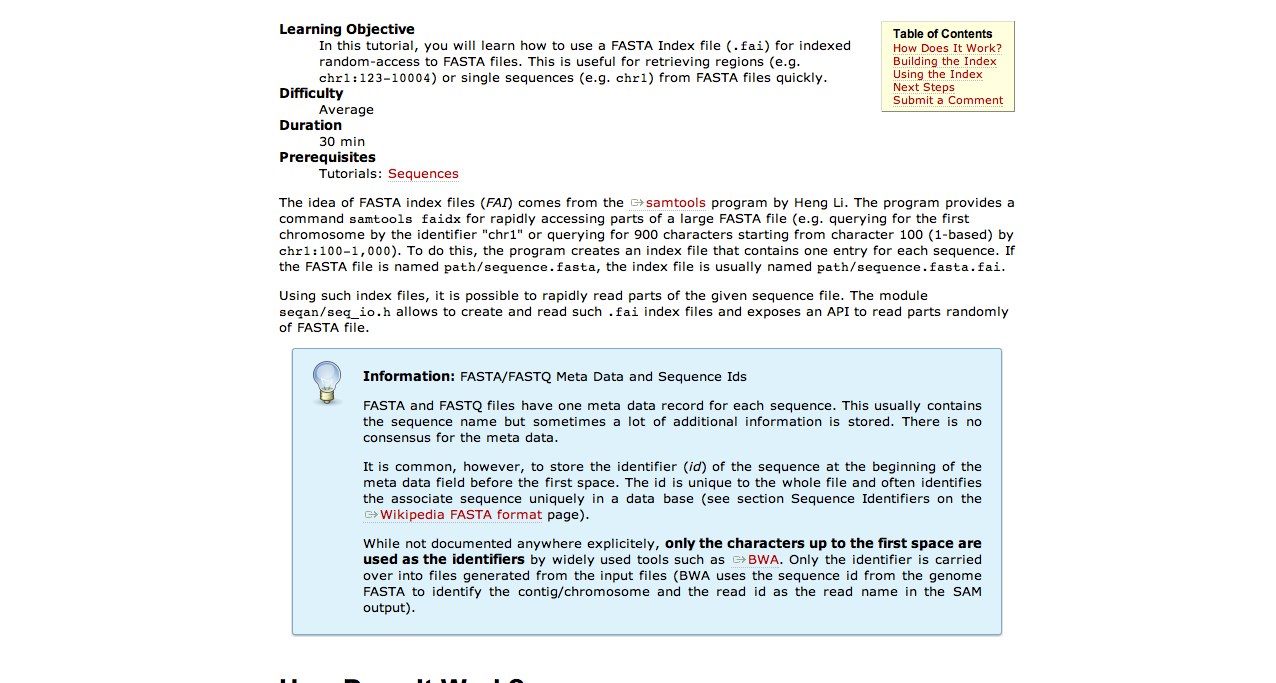 Learning Objective
In this tutorial, you will learn how to use a FASTA Index file (.fai) for indexed
random-access to FASTA files. This is useful for retrieving regions (e.g.
chr1:123-10004) or single sequences (e.g. chr1) from FASTA files quickly.
Difficulty
Average
Duration
30 min
Prerequisites
Tutorials: Sequences
Table of Contents
How Does It Work?
Building the Index
Using the Index
Next Steps
Submit a Comment
The idea of FASTA index files (FAI) comes from the samtools program by Heng Li. The program provides a
command samtools faidx for rapidly accessing parts of a large FASTA file (e.g. querying for the first
chromosome by the identifier "chr1" or querying for 900 characters starting from character 100 (1-based) by
chr1:100-1,000). To do this, the program creates an index file that contains one entry for each sequence. If
the FASTA file is named path/sequence.fasta, the index file is usually named path/sequence.fasta.fai.
Using such index files, it is possible to rapidly read parts of the given sequence file. The module
seqan/seq_io.h allows to create and read such .fai index files and exposes an API to read parts randomly
of FASTA file.
Information: FASTA/FASTQ Meta Data and Sequence Ids
FASTA and FASTQ files have one meta data record for each sequence. This usually contains
the sequence name but sometimes a lot of additional information is stored. There is no
consensus for the meta data.
It is common, however, to store the identifier (id) of the sequence at the beginning of the
meta data field before the first space. The id is unique to the whole file and often identifies
the associate sequence uniquely in a data base (see section Sequence Identifiers on the
Wikipedia FASTA format page).
While not documented anywhere explicitely, only the characters up to the first space are
used as the identifiers by widely used tools such as BWA. Only the identifier is carried
over into files generated from the input files (BWA uses the sequence id from the genome
FASTA to identify the contig/chromosome and the read id as the read name in the SAM
output).
How Does It Work?